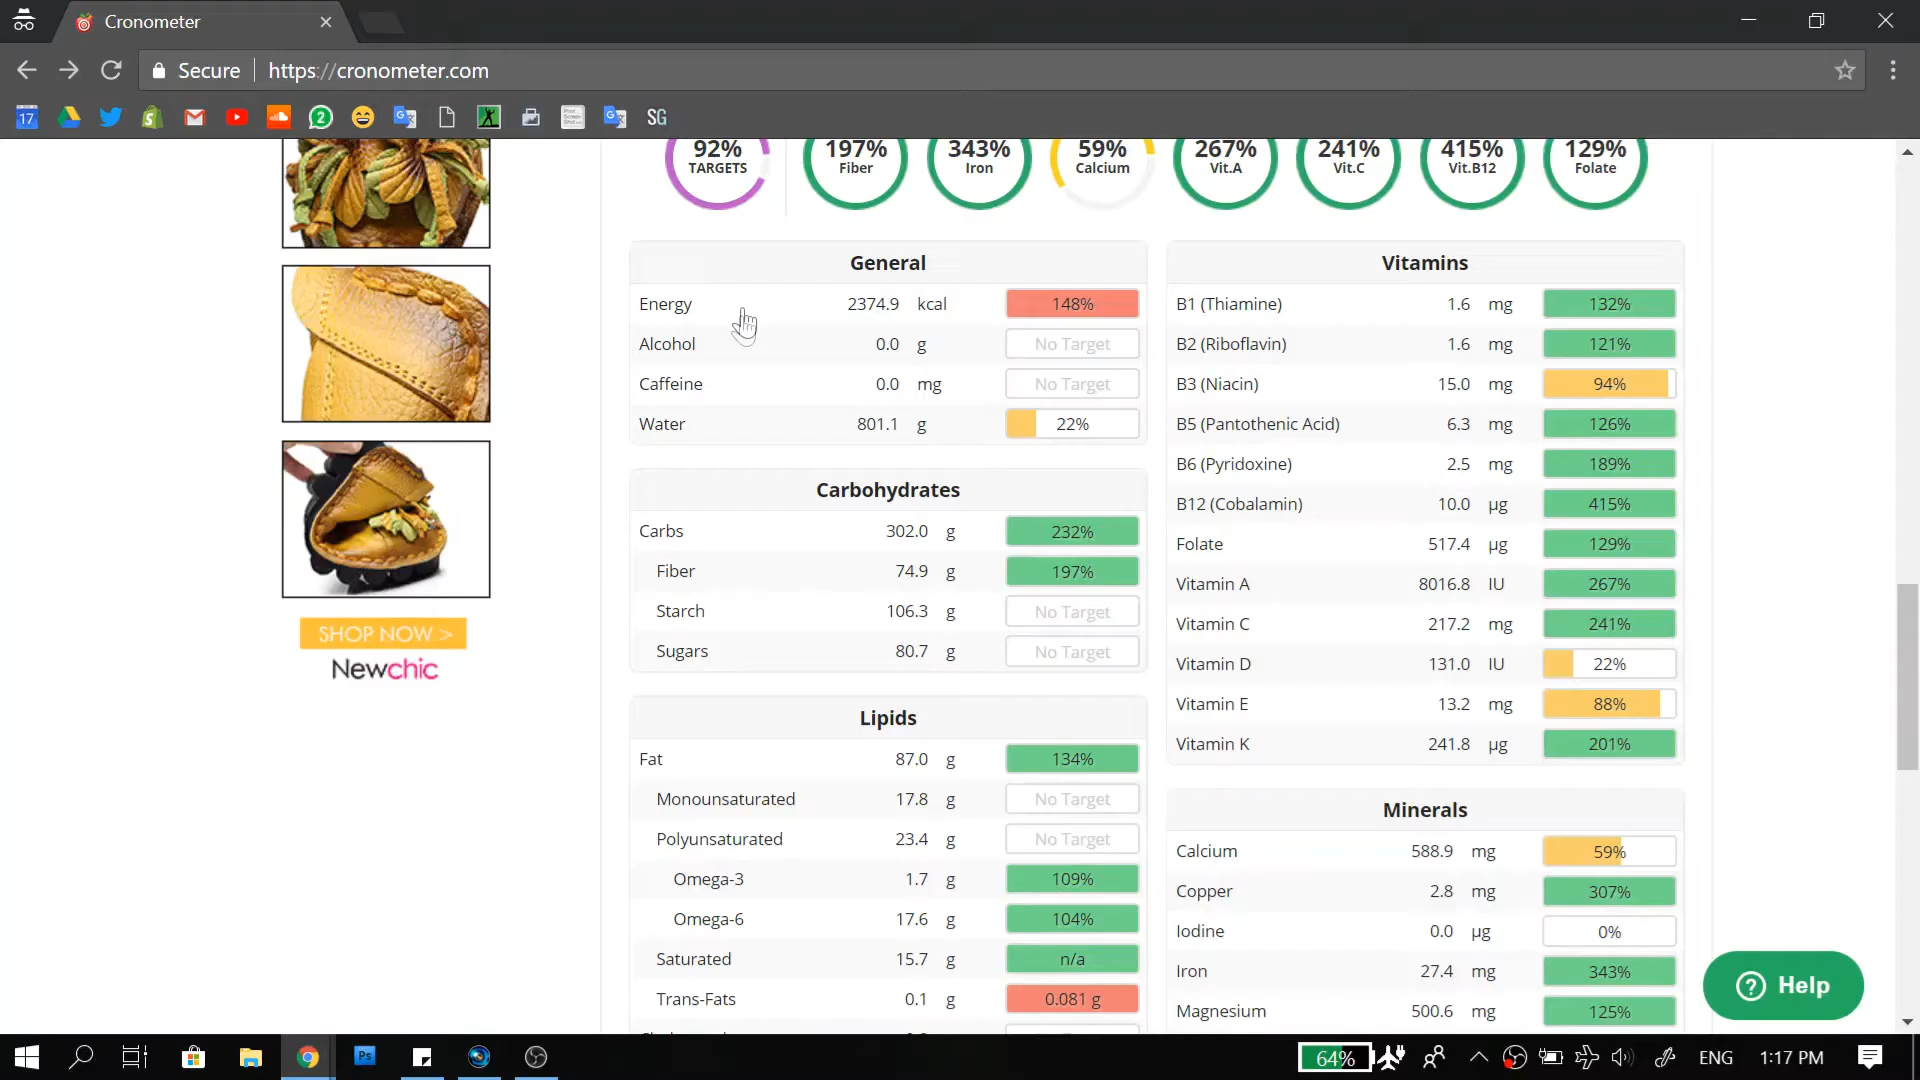 Cronometer
Secure https://cronometer.com
17 2 SG
92% 197% 343% 59% 267% 241% 415% 129%
TARGETS Fiber Iron Calcium Vit.A Vit.C Vit.B12 Folate
General
Energy 2374.9 kcal 148%
Alcohol 0.0 g No Target
Caffeine 0.0 mg No Target
Water 801.1 g 22%
Carbohydrates
Carbs 302.0 g 232%
Fiber 74.9 g 197%
Starch 106.3 g No Target
Sugars 80.7 g No Target
Lipids
Fat 87.0 g 134%
Monounsaturated 17.8 g No Target
Polyunsaturated 23.4 g No Target
Omega-3 1.7 g 109%
Omega-6 17.6 g 104%
Saturated 15.7 g n/a
Trans-Fats 0.1 g 0.081 g
Vitamins
B1 (Thiamine) 1.6 mg 132%
B2 (Riboflavin) 1.6 mg 121%
B3 (Niacin) 15.0 mg 94%
B5 (Pantothenic Acid) 6.3 mg 126%
B6 (Pyridoxine) 2.5 mg 189%
B12 (Cobalamin) 10.0 µg 415%
Folate 517.4 µg 129%
Vitamin A 8016.8 IU 267%
Vitamin C 217.2 mg 241%
Vitamin D 131.0 IU 22%
Vitamin E 13.2 mg 88%
Vitamin K 241.8 µg 201%
Minerals
Calcium 588.9 mg 59%
Copper 2.8 mg 307%
Iodine 0.0 µg 0%
Iron 27.4 mg 343%
Magnesium 500.6 mg 125%
SHOP NOW >
Newchic
? Help
Ps 64% ENG 1:17 PM